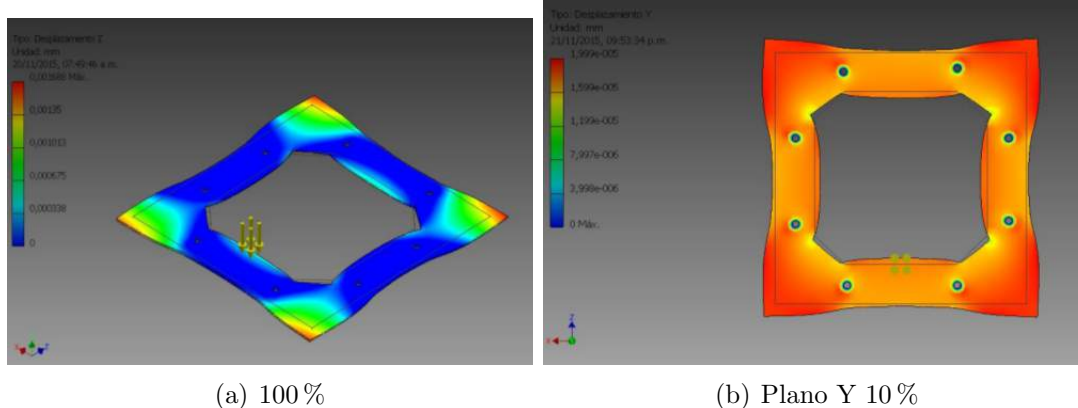 Tipo: Desplazamiento Z
Unidad: mm
20/11/2015, 07:49:46 a.m.
0,001688 Máx.
0,00135
0,001013
0,000675
0,000338
0
Tipo: Desplazamiento Y
Unidad: mm
21/11/2015, 09:53:34 p.m.
1,999e-005
1,599e-005
1,199e-005
7,997e-006
3,998e-006
0 Máx.
Z
(a) 100 %
(b) Plano Y 10 %